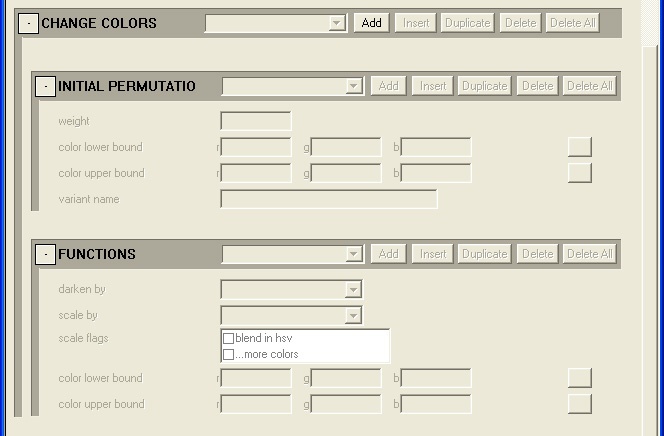 - CHANGE COLORS Add Insert Duplicate Delete Delete All
- INITIAL PERMUTATIO Add Insert Duplicate Delete Delete All
weight
color lower bound r g b
color upper bound r g b
variant name
- FUNCTIONS Add Insert Duplicate Delete Delete All
darken by
scale by
scale flags blend in hsv
...more colors
color lower bound r g b
color upper bound r g b